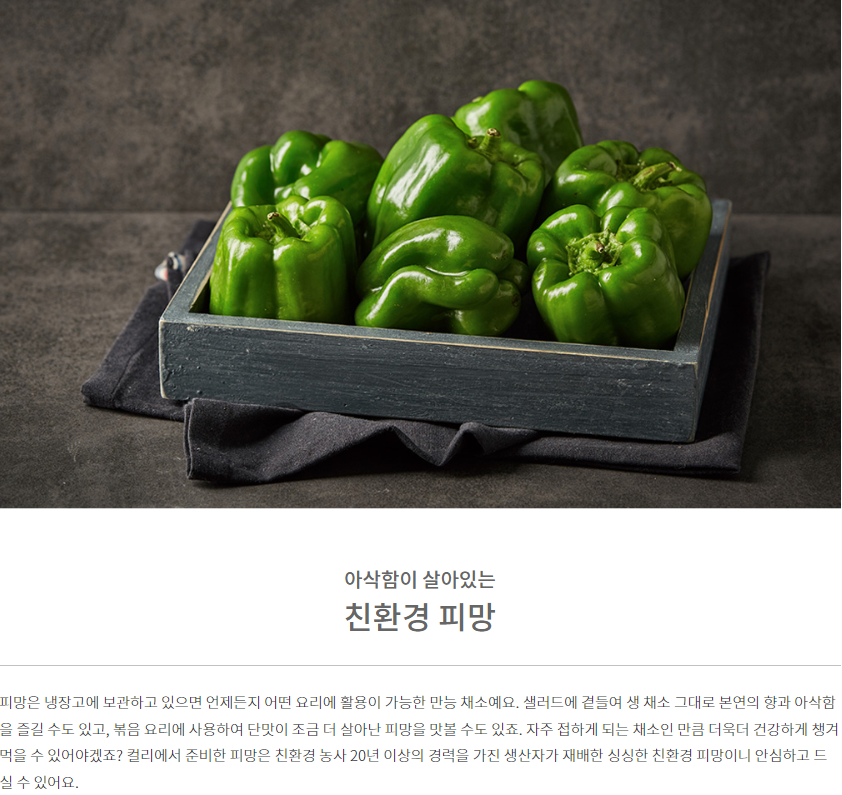 아삭함이 살아있는
친환경 피망
피망은 냉장고에 보관하고 있으면 언제든지 어떤 요리에 활용이 가능한 만능 채소예요. 샐러드에 곁들여 생 채소 그대로 본연의 향과 아삭함
을 즐길 수도 있고, 볶음 요리에 사용하여 단맛이 조금 더 살아난 피망을 맛볼 수도 있죠. 자주 접하게 되는 채소인 만큼 더욱더 건강하게 챙겨
먹을 수 있어야겠죠? 컬리에서 준비한 피망은 친환경 농사 20년 이상의 경력을 가진 생산자가 재배한 싱싱한 친환경 피망이니 안심하고 드
실 수 있어요.